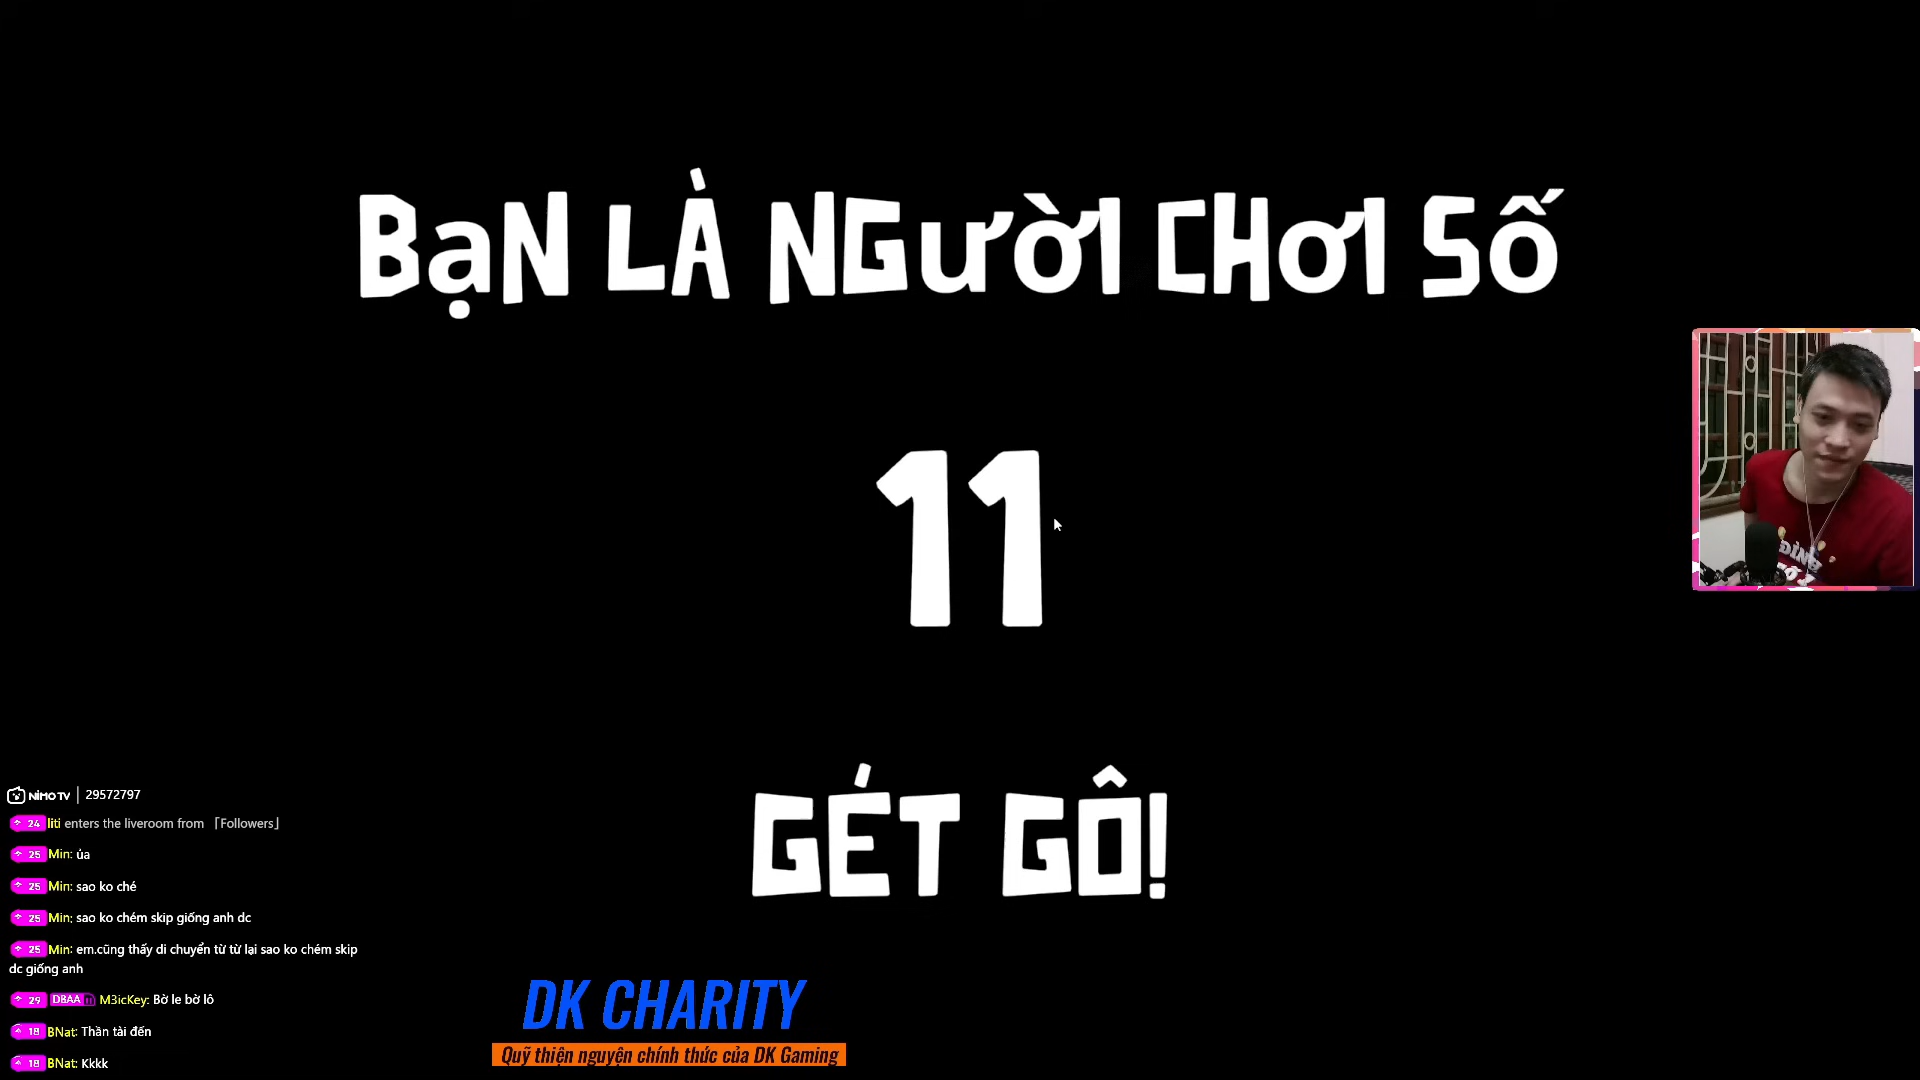 BạN LÀ NGườI CHơI Số
11
GÉT GÔ!
NIMO TV | 29572797
24 liti enters the liveroom from 「Followers」
25 Min: ủa
25 Min: sao ko ché
25 Min: sao ko chém skip giống anh dc
25 Min: em.cũng thấy di chuyển từ từ lại sao ko chém skip
dc giống anh
29 DBAA M3icKey: Bờ le bờ lô
18 BNat: Thần tài đến
18 BNat: Kkkk
DK CHARITY
Quỹ thiện nguyện chính thức của DK Gaming